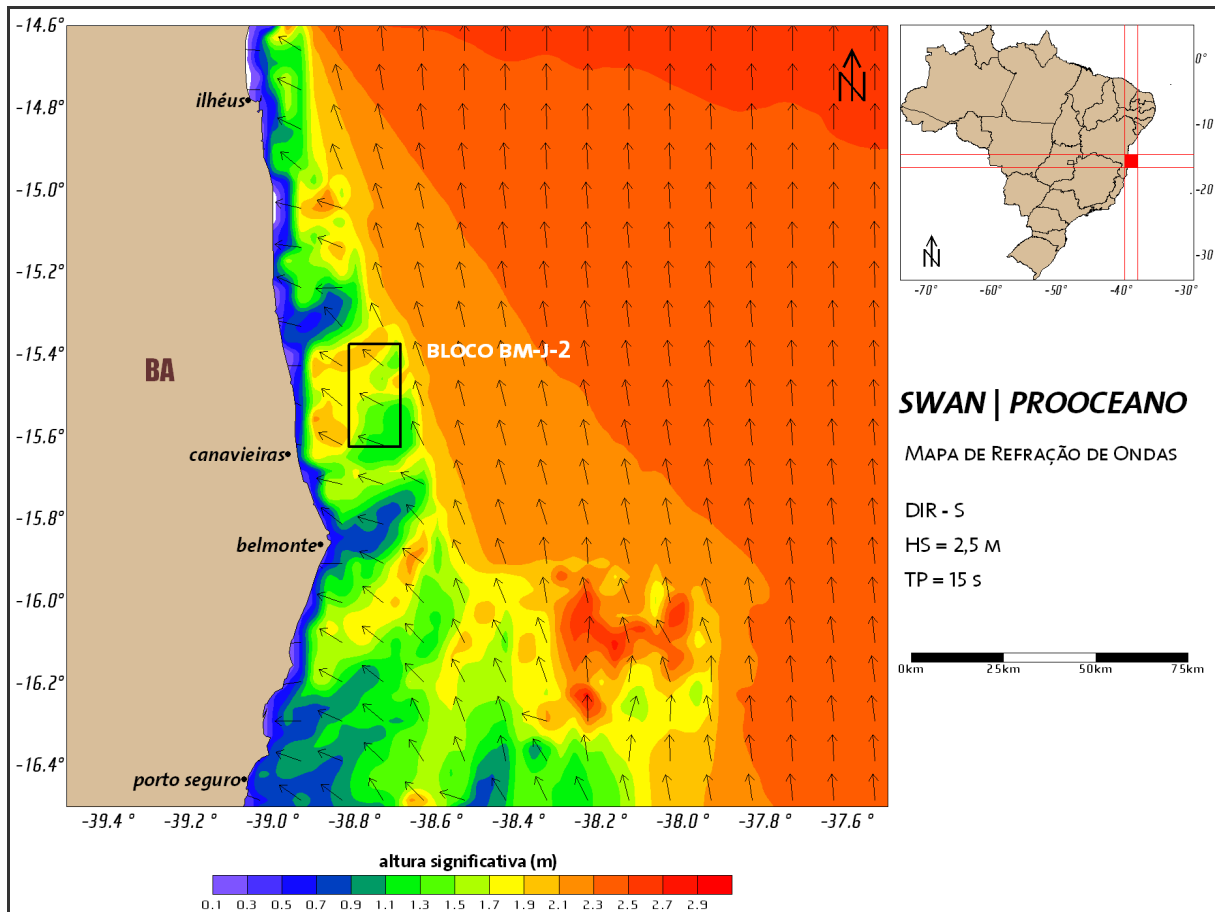 -14.6°
-14.8°
-15.0°
-15.2°
-15.4°
-15.6°
-15.8°
-16.0°
-16.2°
-16.4°
ilhéus
BA
canavieiras
belmonte
porto seguro
BLOCO BM-J-2
N
-39.4 ° -39.2 ° -39.0 ° -38.8 ° -38.6 ° -38.4 ° -38.2 ° -38.0 ° -37.8 ° -37.6 °
altura significativa (m)
0.1 0.3 0.5 0.7 0.9 1.1 1.3 1.5 1.7 1.9 2.1 2.3 2.5 2.7 2.9
0°
-10°
-20°
-30°
N
-70° -60° -50° -40° -30°
SWAN | PROOCEANO
MAPA DE REFRAÇÃO DE ONDAS
DIR - S
HS = 2,5 M
TP = 15 S
0km 25km 50km 75km